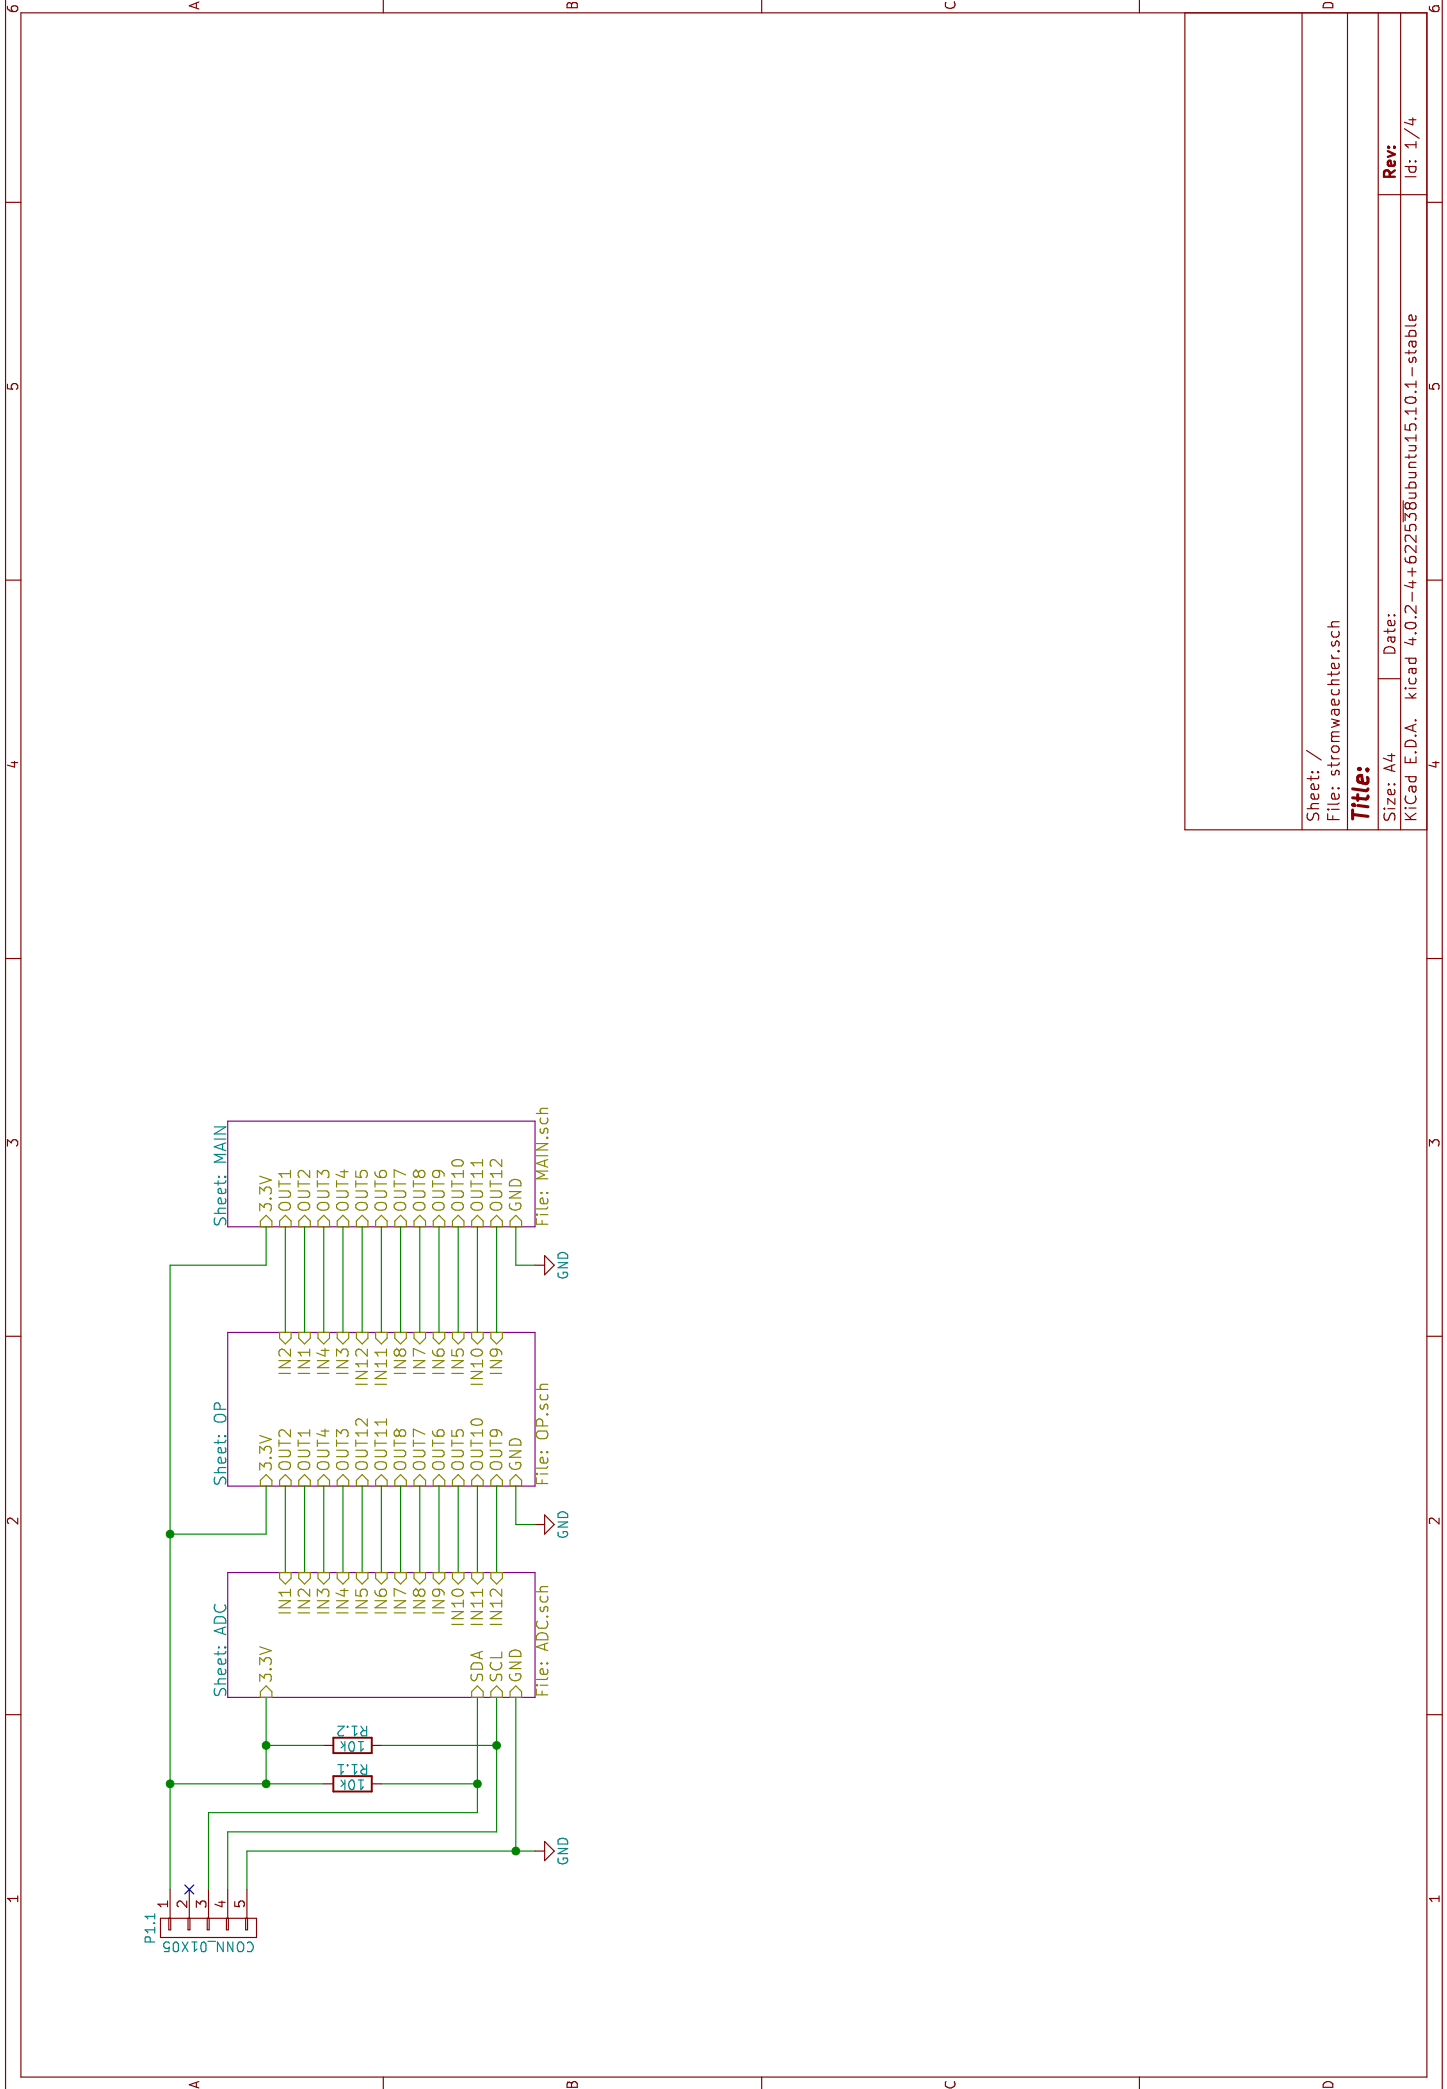 P1.1
CONN_01X05
1
2
3
4
5
R1.1
10k
R1.2
10k
GND
Sheet: ADC
3.3V
SDA
SCL
GND
IN1
IN2
IN3
IN4
IN5
IN6
IN7
IN8
IN9
IN10
IN11
IN12
File: ADC.sch
GND
Sheet: OP
3.3V
OUT2
OUT1
OUT4
OUT3
OUT12
OUT11
OUT8
OUT7
OUT6
OUT5
OUT10
OUT9
GND
IN2
IN1
IN4
IN3
IN12
IN11
IN8
IN7
IN6
IN5
IN10
IN9
File: OP.sch
GND
Sheet: MAIN
3.3V
OUT1
OUT2
OUT3
OUT4
OUT5
OUT6
OUT7
OUT8
OUT9
OUT10
OUT11
OUT12
GND
File: MAIN.sch
Sheet: /
File: stromwaechter.sch
Title:
Size: A4
Date:
Rev:
KiCad E.D.A. kicad 4.0.2-4+6225~38~ubuntu15.10.1-stable
Id: 1/4
1
2
3
4
5
6
1
2
3
4
5
6
A
B
C
D
A
B
C
D